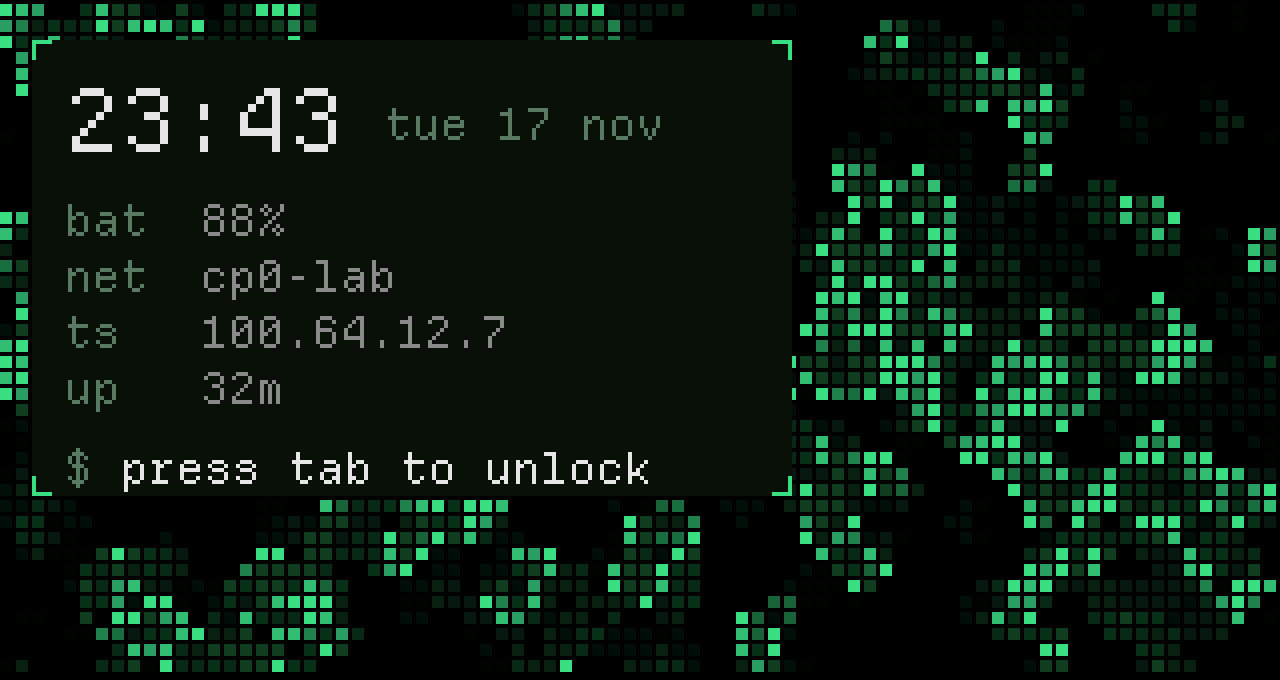 23:43 tue 17 nov
bat 88%
net cp0-lab
ts 100.64.12.7
up 32m
$ press tab to unlock